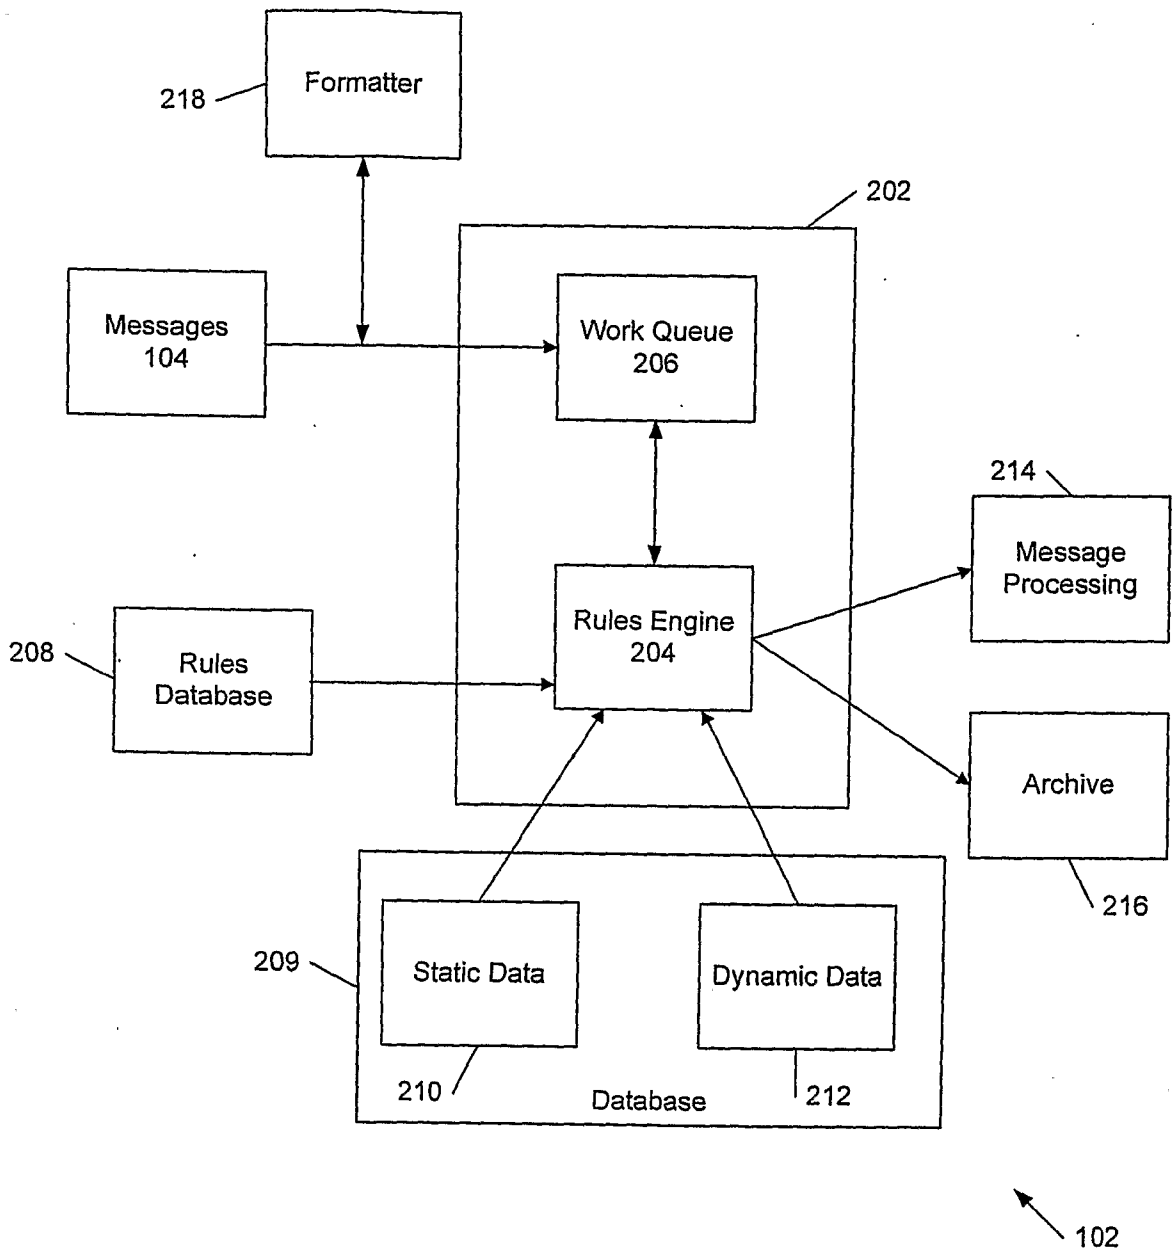 Formatter
218
202
Messages
104
Work Queue
206
214
Message
Processing
Rules Engine
204
208
Rules
Database
Archive
216
209
Static Data
Dynamic Data
210
212
Database
102